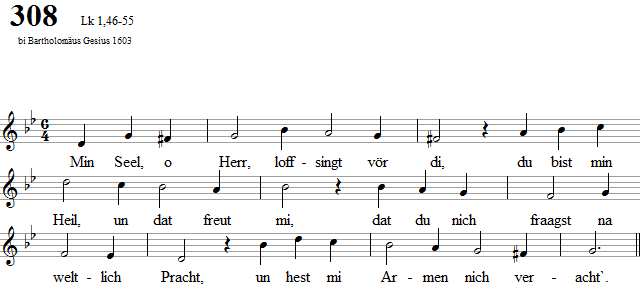 308 Lk 1,46-55
bi Bartholomäus Gesius 1603
6
4
Min Seel, o Herr, loff - singt vör di, du bist min
Heil, un dat freut mi, dat du nich fraagst na
welt - lich Pracht, un hest mi Ar - men nich ver - acht`.